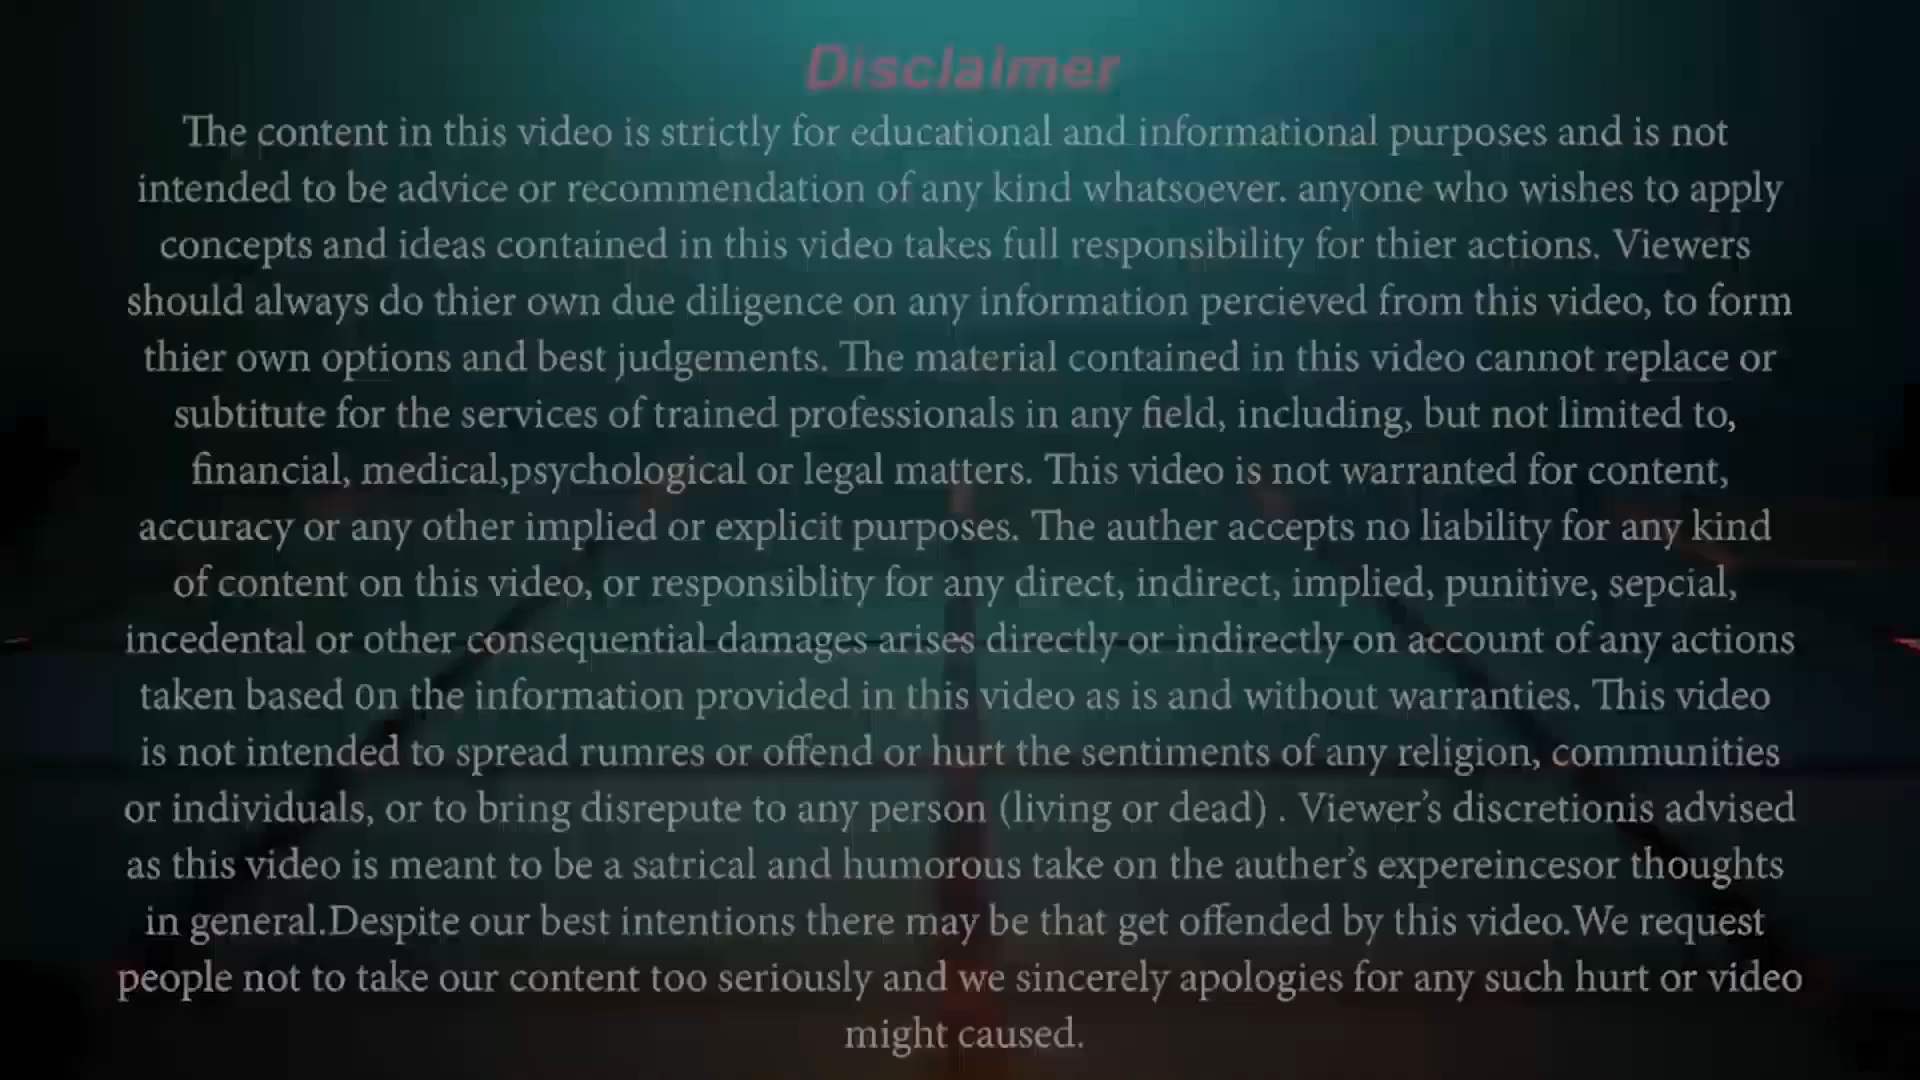 Disclaimer
The content in this video is strictly for educational and informational purposes and is not
intended to be advice or recommendation of any kind whatsoever. anyone who wishes to apply
concepts and ideas contained in this video takes full responsibility for thier actions. Viewers
should always do thier own due diligence on any information percieved from this video, to form
thier own options and best judgements. The material contained in this video cannot replace or
subtitute for the services of trained professionals in any field, including, but not limited to,
financial, medical,psychological or legal matters. This video is not warranted for content,
accuracy or any other implied or explicit purposes. The auther accepts no liability for any kind
of content on this video, or responsiblity for any direct, indirect, implied, punitive, sepcial,
incedental or other consequential damages arises directly or indirectly on account of any actions
taken based 0n the information provided in this video as is and without warranties. This video
is not intended to spread rumres or offend or hurt the sentiments of any religion, communities
or individuals, or to bring disrepute to any person (living or dead) . Viewer’s discretionis advised
as this video is meant to be a satrical and humorous take on the auther’s expereincesor thoughts
in general.Despite our best intentions there may be that get offended by this video.We request
people not to take our content too seriously and we sincerely apologies for any such hurt or video
might caused.